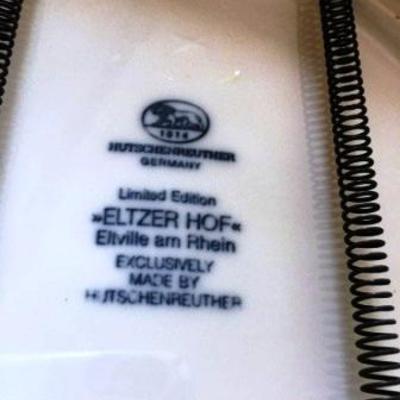 1814
HUTSCHENREUTHER
GERMANY
Limited Edition
»ELTZER HOF«
Eltville am Rhein
EXCLUSIVELY
MADE BY
HUTSCHENREUTHER